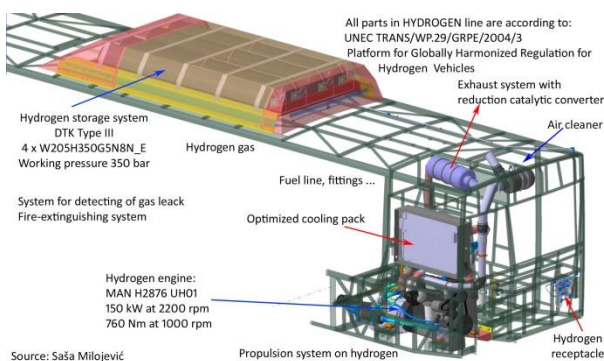 All parts in HYDROGEN line are according to:
UNEC TRANS/WP.29/GRPE/2004/3
Platform for Globally Harmonized Regulation for
Hydrogen Vehicles
Exhaust system with
reduction catalytic converter
Air cleaner
Hydrogen storage system
DTK Type III
4 x W205H350G5N8N_E
Working pressure 350 bar
Hydrogen gas
Fuel line, fittings ...
System for detecting of gas leack
Fire-extinguishing system
Optimized cooling pack
Hydrogen engine:
MAN H2876 UH01
150 kW at 2200 rpm
760 Nm at 1000 rpm
Hydrogen
receptacle
Propulsion system on hydrogen
Source: Saša Milojević